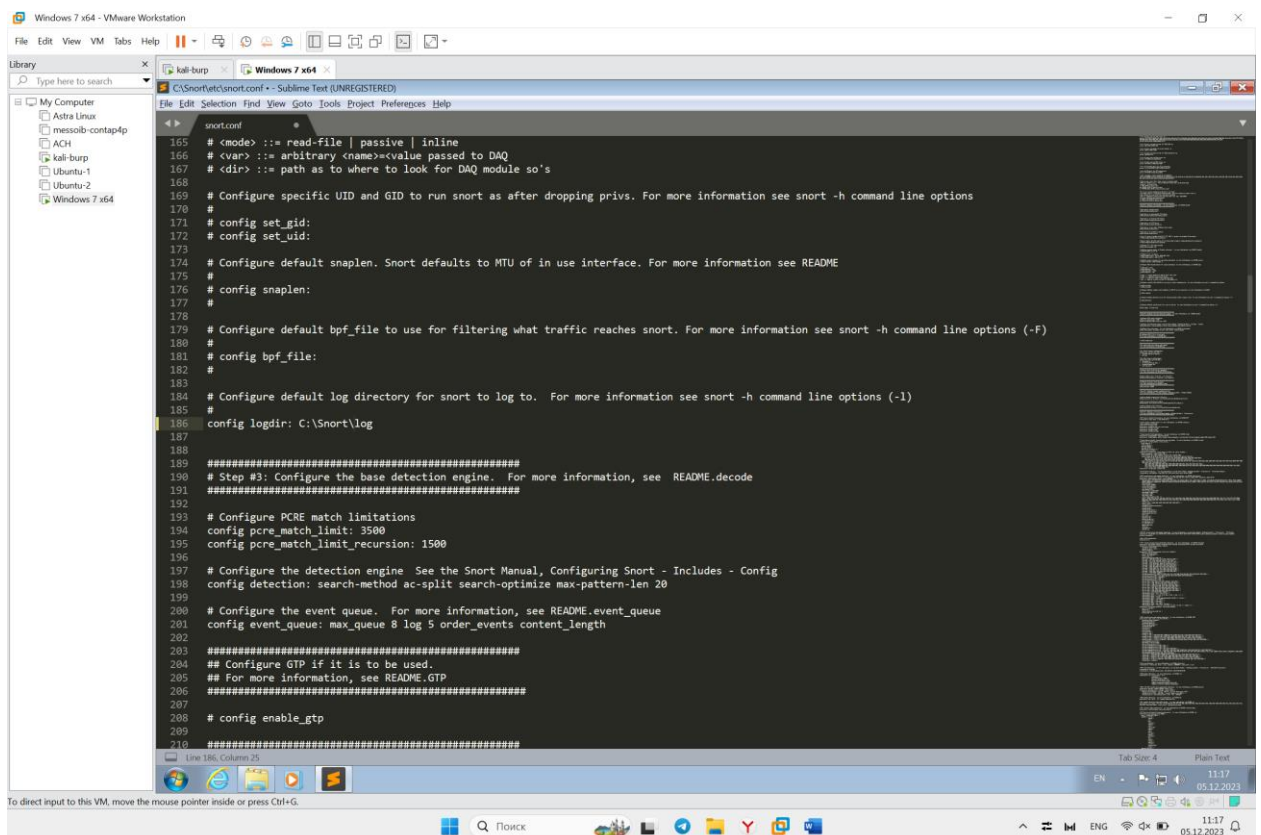 Windows 7 x64 - VMware Workstation
File Edit View VM Tabs Help
Library
Type here to search
My Computer
Astra Linux
messoib-contap4p
ACH
kali-burp
Ubuntu-1
Ubuntu-2
Windows 7 x64
kali-burp
Windows 7 x64
C:\Snort\etc\snort.conf • - Sublime Text (UNREGISTERED)
File Edit Selection Find View Goto Tools Project Preferences Help
snort.conf
165 # <mode> ::= read-file | passive | inline
166 # <var> ::= arbitrary <name>=<value passed to DAQ
167 # <dir> ::= path as to where to look for DAQ module so's
168
169 # Configure specific UID and GID to run snort as after dropping privs. For more information see snort -h command line options
170 #
171 # config set_gid:
172 # config set_uid:
173
174 # Configure default snaplen. Snort defaults to MTU of in use interface. For more information see README
175 #
176 # config snaplen:
177 #
178
179 # Configure default bpf_file to use for filtering what traffic reaches snort. For more information see snort -h command line options (-F)
180 #
181 # config bpf_file:
182 #
183
184 # Configure default log directory for snort to log to.  For more information see snort -h command line options (-l)
185 #
186 config logdir: C:\Snort\log
187
188
189 ###################################################
190 # Step #3: Configure the base detection engine.  For more information, see  README.decode
191 ###################################################
192
193 # Configure PCRE match limitations
194 config pcre_match_limit: 3500
195 config pcre_match_limit_recursion: 1500
196
197 # Configure the detection engine  See the Snort Manual, Configuring Snort - Includes - Config
198 config detection: search-method ac-split search-optimize max-pattern-len 20
199
200 # Configure the event queue.  For more information, see README.event_queue
201 config event_queue: max_queue 8 log 5 order_events content_length
202
203 ###################################################
204 ## Configure GTP if it is to be used.
205 ## For more information, see README.GTP
206 ####################################################
207
208 # config enable_gtp
209
210 ###################################################
Line 186, Column 25
Tab Size: 4
Plain Text
EN
11:17
05.12.2023
To direct input to this VM, move the mouse pointer inside or press Ctrl+G.
Поиск
ENG
11:17
05.12.2023